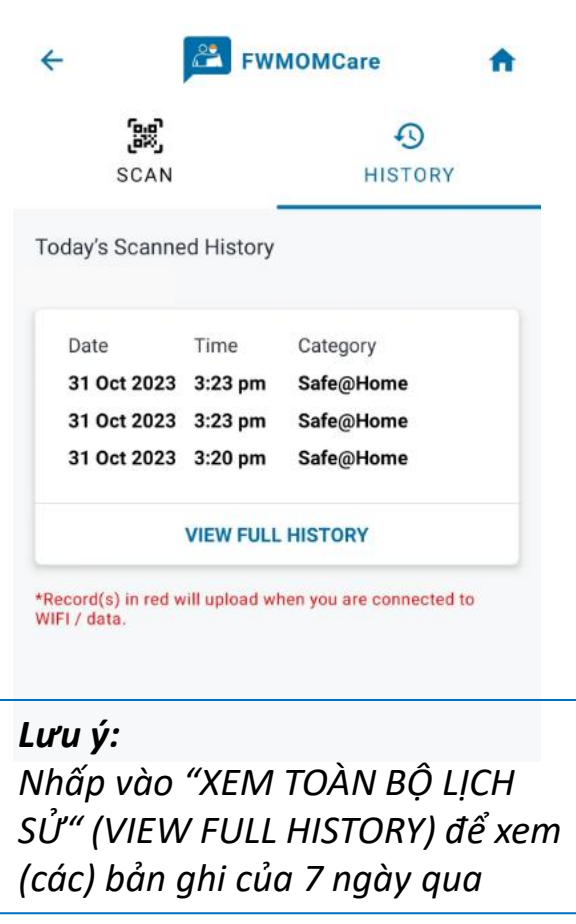 FWMOMCare
SCAN HISTORY
Today's Scanned History
Date Time Category
31 Oct 2023 3:23 pm Safe@Home
31 Oct 2023 3:23 pm Safe@Home
31 Oct 2023 3:20 pm Safe@Home
VIEW FULL HISTORY
*Record(s) in red will upload when you are connected to
WIFI / data.
Lưu ý:
Nhấp vào “XEM TOÀN BỘ LỊCH
SỬ“ (VIEW FULL HISTORY) để xem
(các) bản ghi của 7 ngày qua